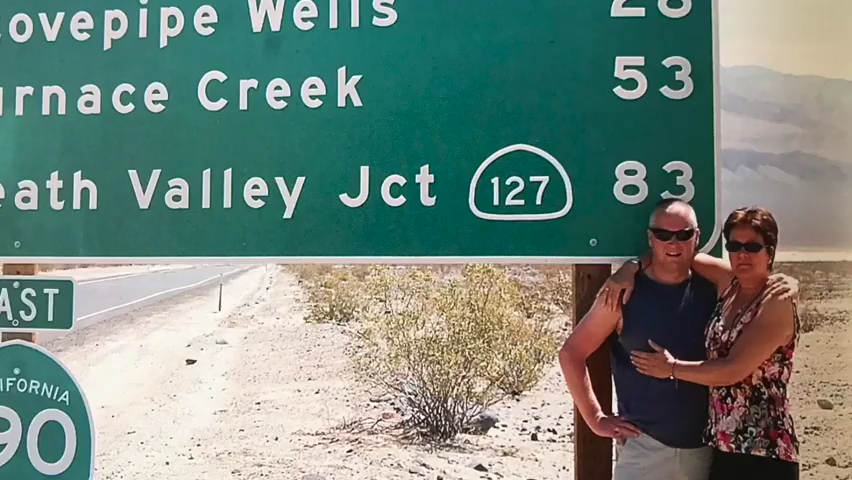 ovepipe Wells 28
urnace Creek 53
eath Valley Jct 127 83
AST
IFORNIA
90